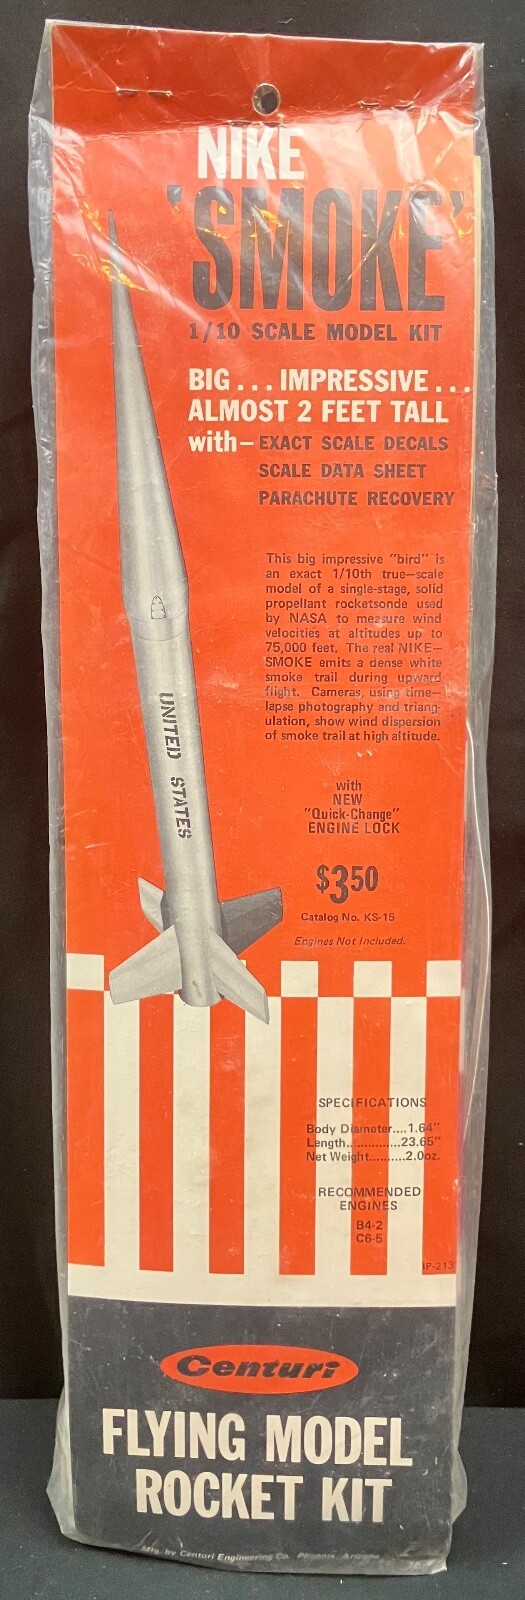 NIKE
'SMOKE'
1/10 SCALE MODEL KIT
BIG... IMPRESSIVE...
ALMOST 2 FEET TALL
with– EXACT SCALE DECALS
SCALE DATA SHEET
PARACHUTE RECOVERY
This big impressive "bird" is
an exact 1/10th true—scale
model of a single-stage, solid
propellant rocketsonde used
by NASA to measure wind
velocities at altitudes up to
75,000 feet. The real NIKE—
SMOKE emits a dense white
smoke trail during upward
flight. Cameras, using time—
lapse photography and triang-
ulation, show wind dispersion
of smoke trail at high altitude.
UNITED STATES
with
NEW
"Quick-Change"
ENGINE LOCK
$3.50
Catalog No. KS-15
Engines Not Included.
SPECIFICATIONS
Body Diameter....1.64"
Length..............23.65"
Net Weight..........2.0oz.
RECOMMENDED
ENGINES
B4-2
C6-5
IP-213
Centuri
FLYING MODEL
ROCKET KIT
Mfg. by Centuri Engineering Co. Phoenix, Arizona